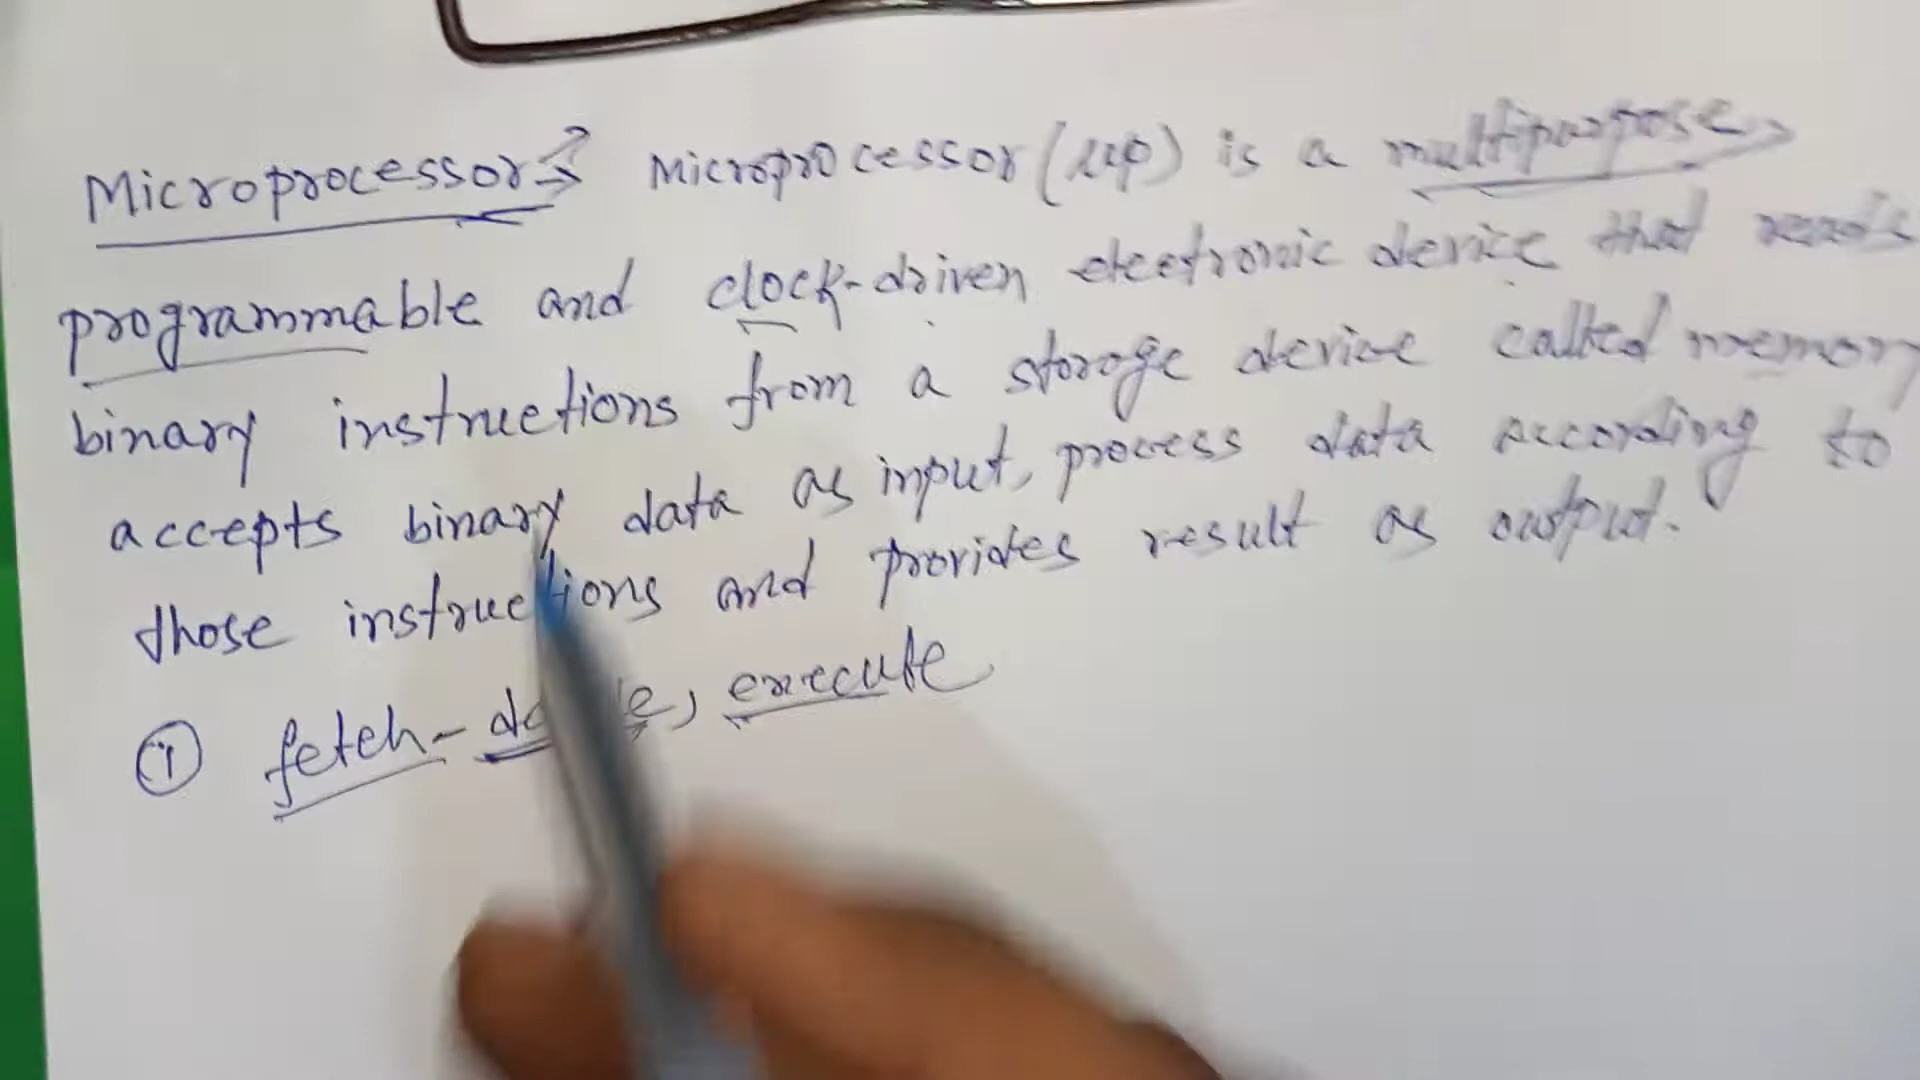 Microprocessor → Microprocessor (μp) is a multipurpose,
programmable and clock-driven electronic device that reads
binary instructions from a storage device called memory
accepts binary data as input, process data according to
those instructions and provides result as output.
① fetch - execute